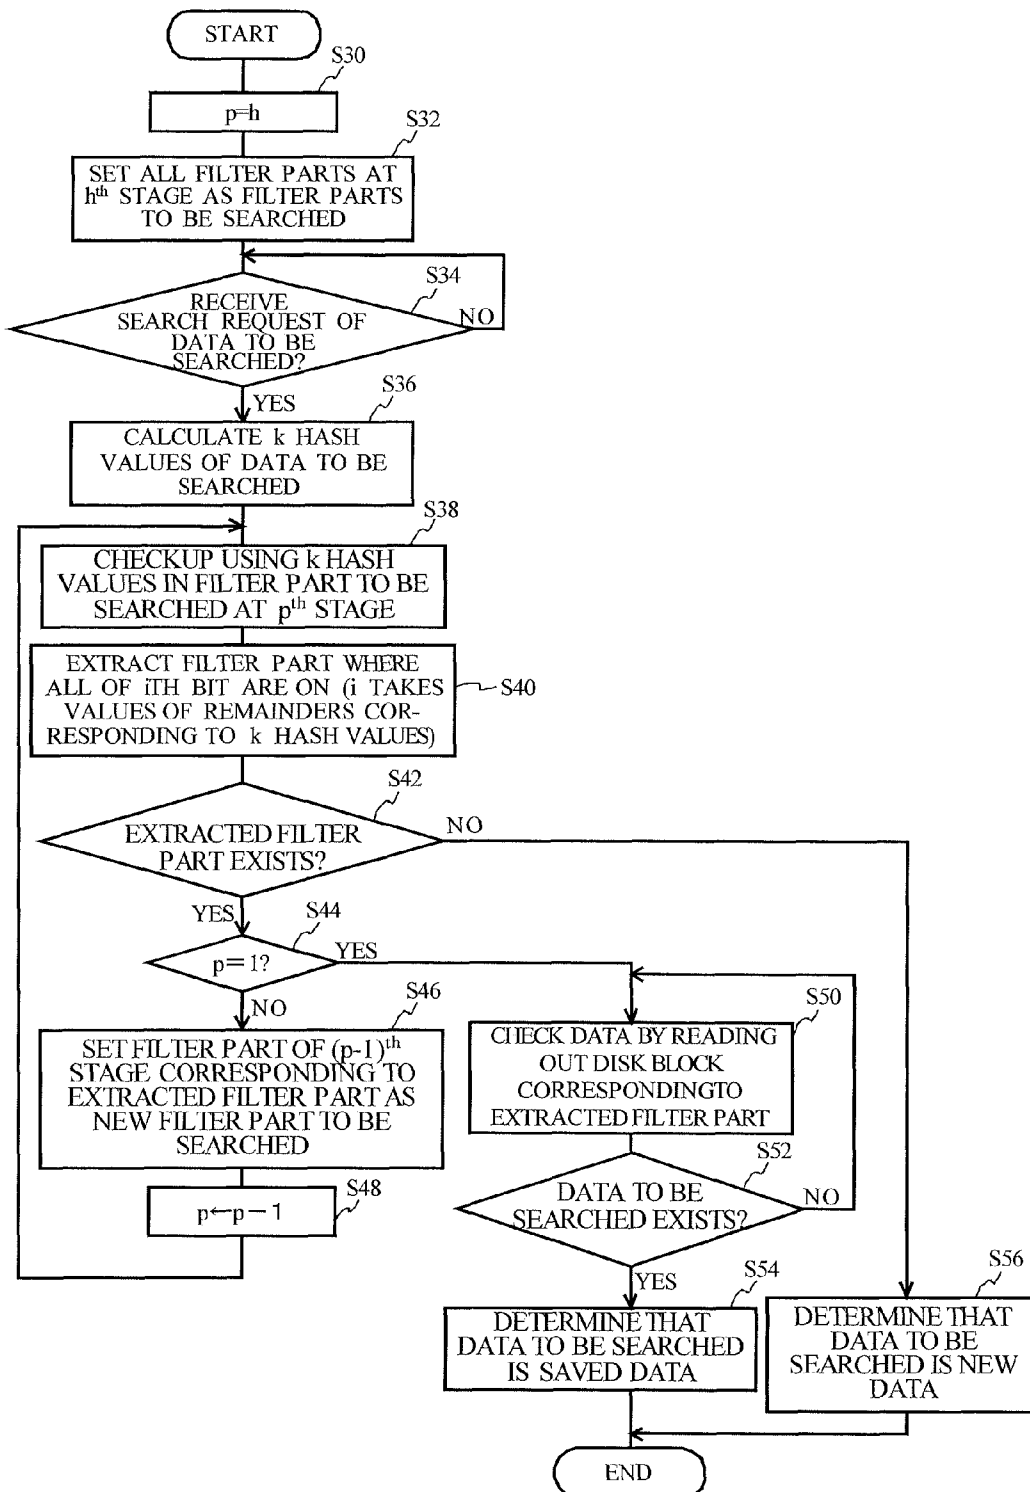 START
S30
p=h
S32
SET ALL FILTER PARTS AT
hth STAGE AS FILTER PARTS
TO BE SEARCHED
S34
RECEIVE
SEARCH REQUEST OF
DATA TO BE
SEARCHED?
NO
YES
S36
CALCULATE k HASH
VALUES OF DATA TO BE
SEARCHED
S38
CHECKUP USING k HASH
VALUES IN FILTER PART TO BE
SEARCHED AT pth STAGE
EXTRACT FILTER PART WHERE
ALL OF iTH BIT ARE ON (i TAKES
VALUES OF REMAINDERS COR-
RESPONDING TO k HASH VALUES)
S40
S42
EXTRACTED FILTER
PART EXISTS?
NO
YES
S44
p=1?
YES
NO
S46
SET FILTER PART OF (p-1)th
STAGE CORRESPONDING TO
EXTRACTED FILTER PART AS
NEW FILTER PART TO BE
SEARCHED
S48
p←p−1
S50
CHECK DATA BY READING
OUT DISK BLOCK
CORRESPONDINGTO
EXTRACTED FILTER PART
S52
DATA TO BE
SEARCHED EXISTS?
NO
YES
S54
DETERMINE THAT
DATA TO BE SEARCHED
IS SAVED DATA
S56
DETERMINE THAT
DATA TO BE
SEARCHED IS NEW
DATA
END